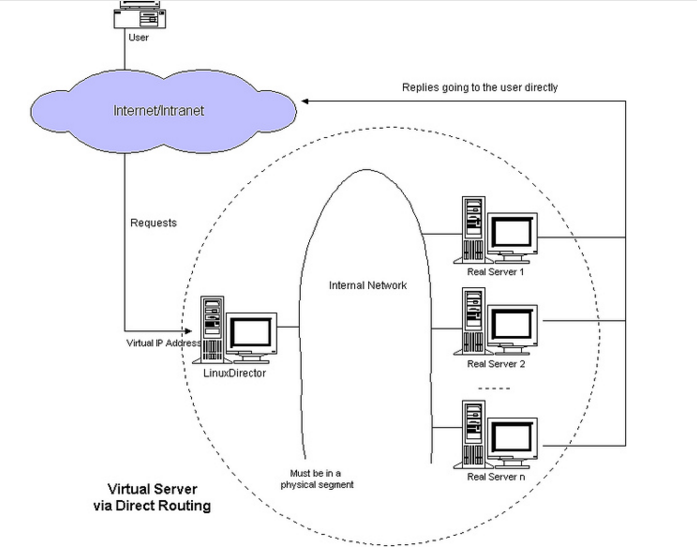 User
Internet/Intranet
Replies going to the user directly
Requests
Internal Network
Real Server 1
Virtual IP Address
LinuxDirector
Real Server 2
Must be in a
physical segment
Real Server n
Virtual Server
via Direct Routing